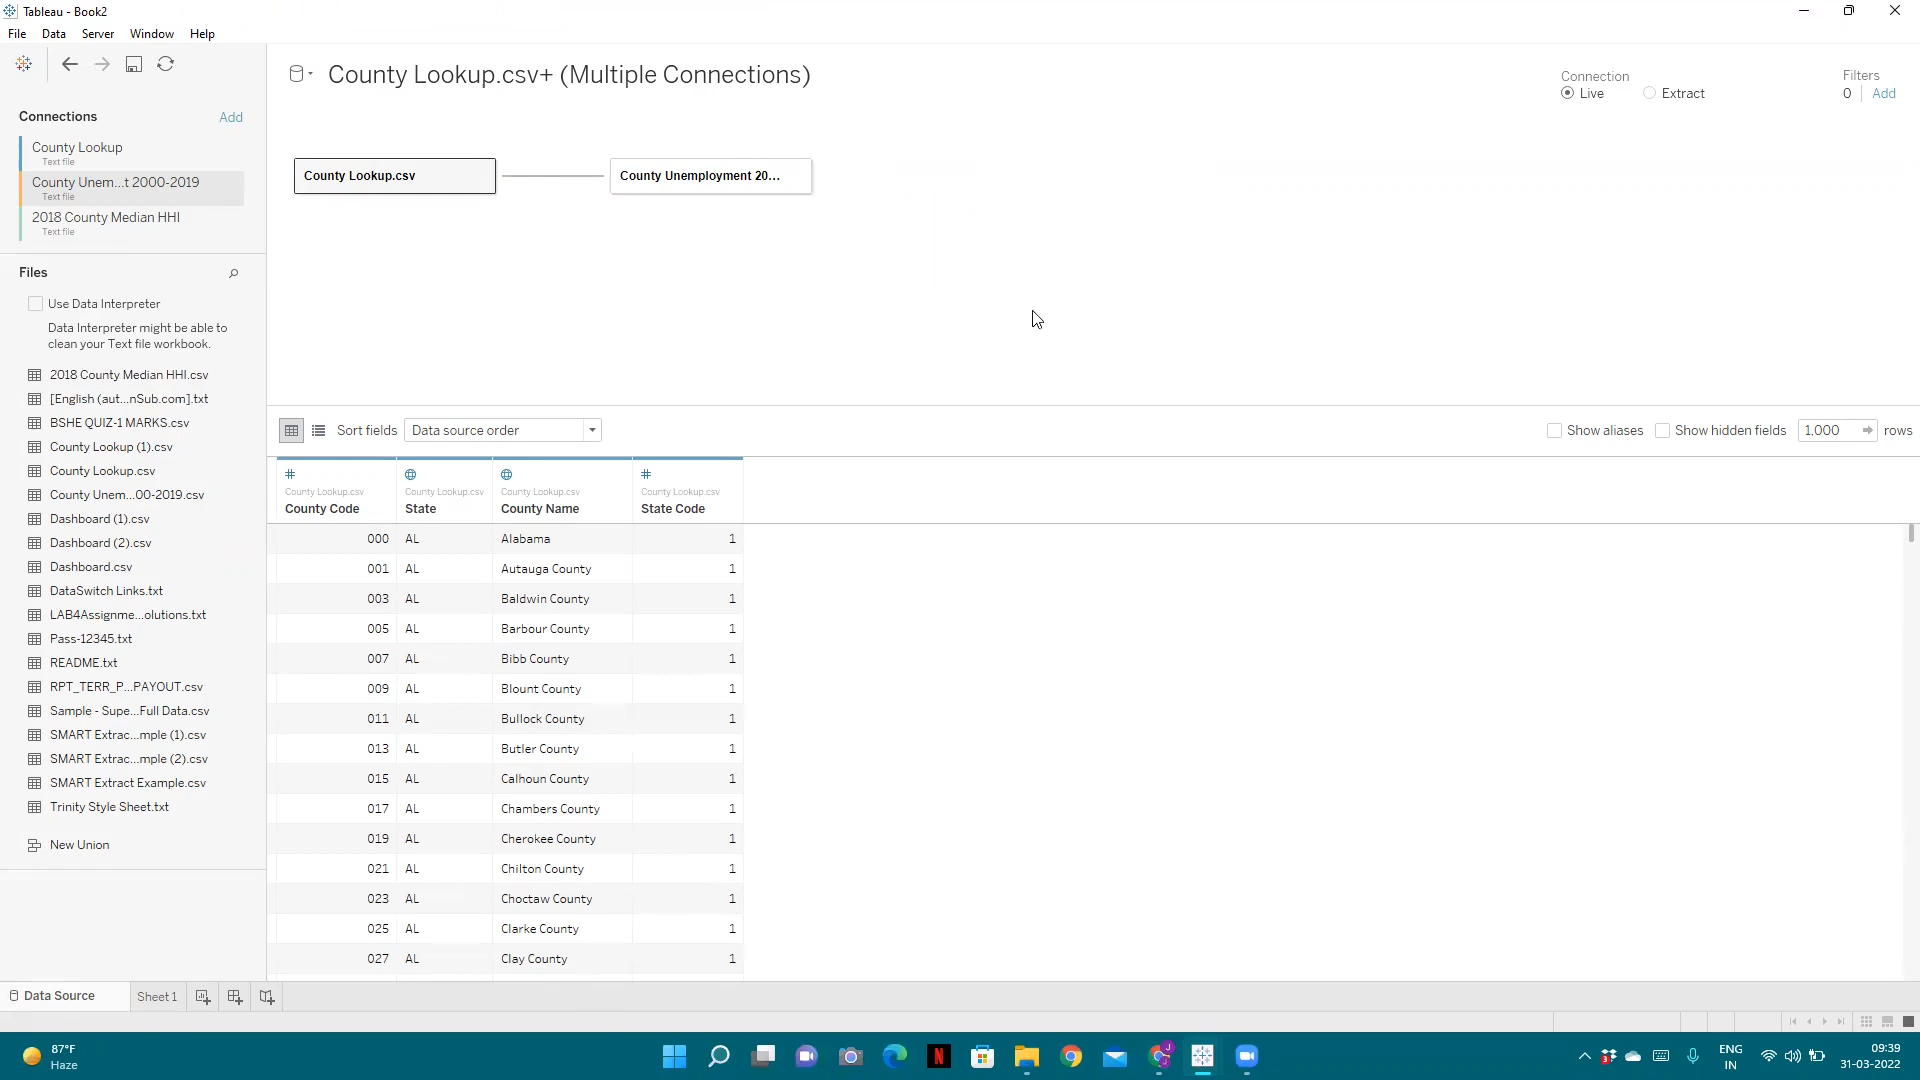 Tableau - Book2
File Data Server Window Help
County Lookup.csv+ (Multiple Connections)
Connection
Live
Extract
Filters
0
Add
Connections
Add
County Lookup
Text file
County Unem...t 2000-2019
Text file
2018 County Median HHI
Text file
County Lookup.csv
County Unemployment 20...
Files
Use Data Interpreter
Data Interpreter might be able to
clean your Text file workbook.
2018 County Median HHI.csv
[English (aut...nSub.com].txt
BSHE QUIZ-1 MARKS.csv
County Lookup (1).csv
County Lookup.csv
County Unem...00-2019.csv
Dashboard (1).csv
Dashboard (2).csv
Dashboard.csv
DataSwitch Links.txt
LAB4Assignme...olutions.txt
Pass-12345.txt
README.txt
RPT_TERR_P...PAYOUT.csv
Sample - Supe...Full Data.csv
SMART Extrac...mple (1).csv
SMART Extrac...mple (2).csv
SMART Extract Example.csv
Trinity Style Sheet.txt
New Union
Sort fields
Data source order
Show aliases
Show hidden fields
1,000
rows
County Lookup.csv County Lookup.csv County Lookup.csv County Lookup.csv
County Code State County Name State Code
000 AL Alabama 1
001 AL Autauga County 1
003 AL Baldwin County 1
005 AL Barbour County 1
007 AL Bibb County 1
009 AL Blount County 1
011 AL Bullock County 1
013 AL Butler County 1
015 AL Calhoun County 1
017 AL Chambers County 1
019 AL Cherokee County 1
021 AL Chilton County 1
023 AL Choctaw County 1
025 AL Clarke County 1
027 AL Clay County 1
Data Source
Sheet 1
87°F
Haze
N
J
3
ENG
IN
09:39
31-03-2022